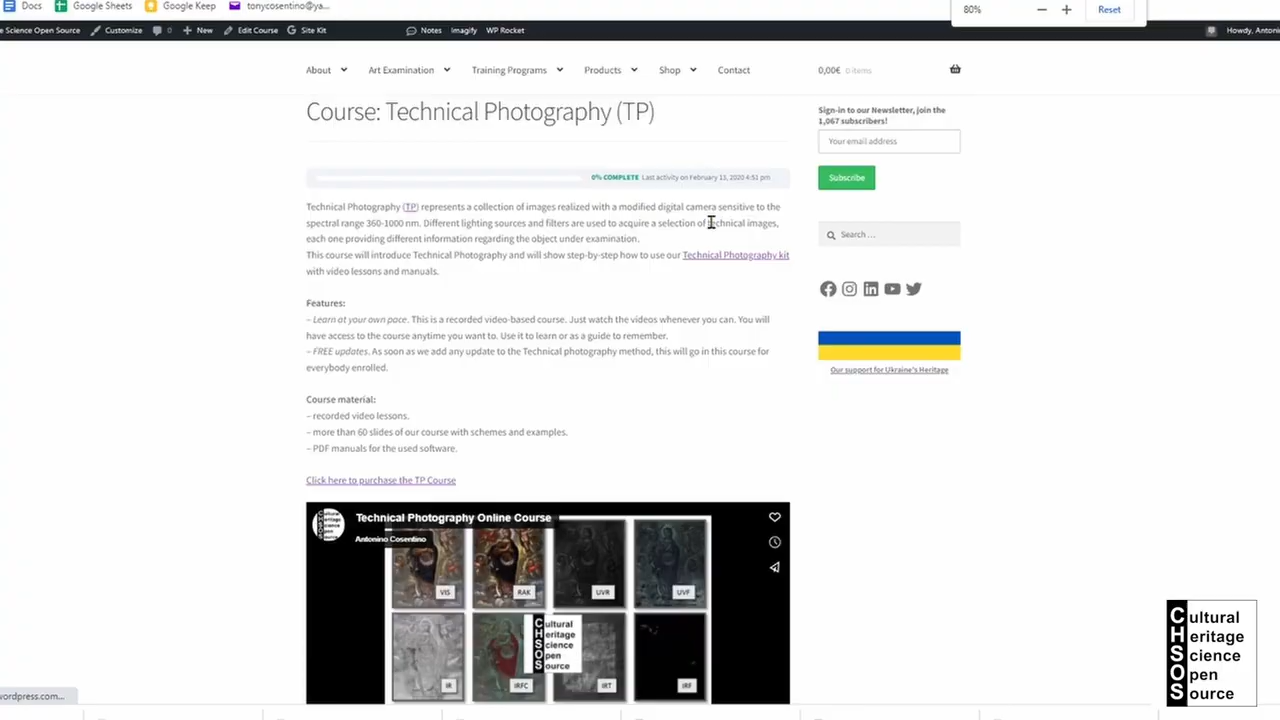 Docs Google Sheets Google Keep tonycosentino@ya...
80% Reset
e Science Open Source Customize 0 New Edit Course Site Kit Notes Imagify WP Rocket Howdy, Antoni
About Art Examination Training Programs Products Shop Contact 0,00€ 0 items
Course: Technical Photography (TP)
Sign-in to our Newsletter, join the
1,067 subscribers!
Your email address
Subscribe
0% COMPLETE Last activity on February 13, 2020 4:51 pm
Technical Photography (TP) represents a collection of images realized with a modified digital camera sensitive to the
spectral range 360-1000 nm. Different lighting sources and filters are used to acquire a selection of technical images,
each one providing different information regarding the object under examination.
This course will introduce Technical Photography and will show step-by-step how to use our Technical Photography kit
with video lessons and manuals.
Search ...
Features:
– Learn at your own pace. This is a recorded video-based course. Just watch the videos whenever you can. You will
have access to the course anytime you want to. Use it to learn or as a guide to remember.
– FREE updates. As soon as we add any update to the Technical photography method, this will go in this course for
everybody enrolled.
Our support for Ukraine's Heritage
Course material:
– recorded video lessons.
– more than 60 slides of our course with schemes and examples.
– PDF manuals for the used software.
Click here to purchase the TP Course
Technical Photography Online Course
Antonino Cosentino
VIS RAK UVR UVF
Cultural
Heritage
Science
Open
Source
IR IRFC IRT IRF
Cultural
Heritage
Science
Open
Source
wordpress.com...